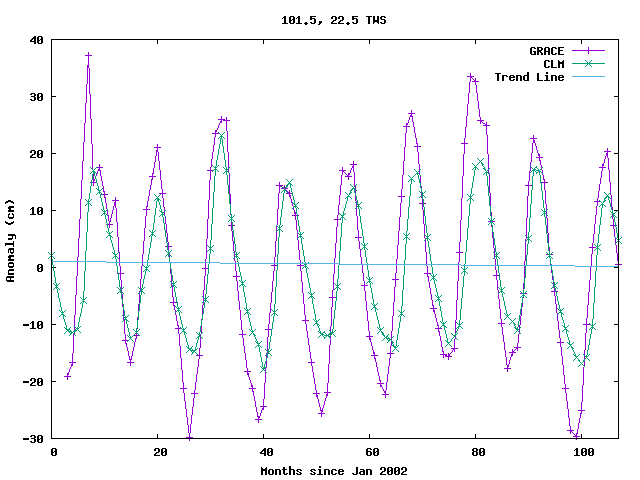 101.5, 22.5 TWS
GRACE
CLM
Trend Line
40
30
20
10
0
-10
-20
-30
Anomaly (cm)
0 20 40 60 80 100
Months since Jan 2002